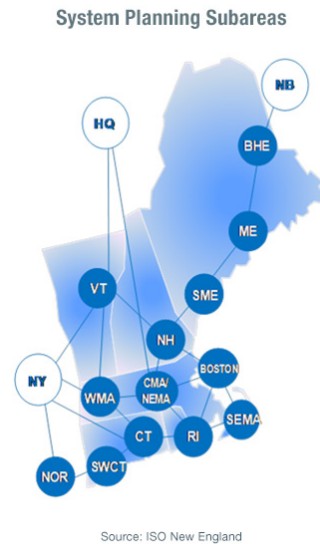 System Planning Subareas
NB
HQ
BHE
ME
VT
SME
NH
BOSTON
NY
CMA/
NEMA
WMA
SEMA
CT
RI
SWCT
NOR
Source: ISO New England